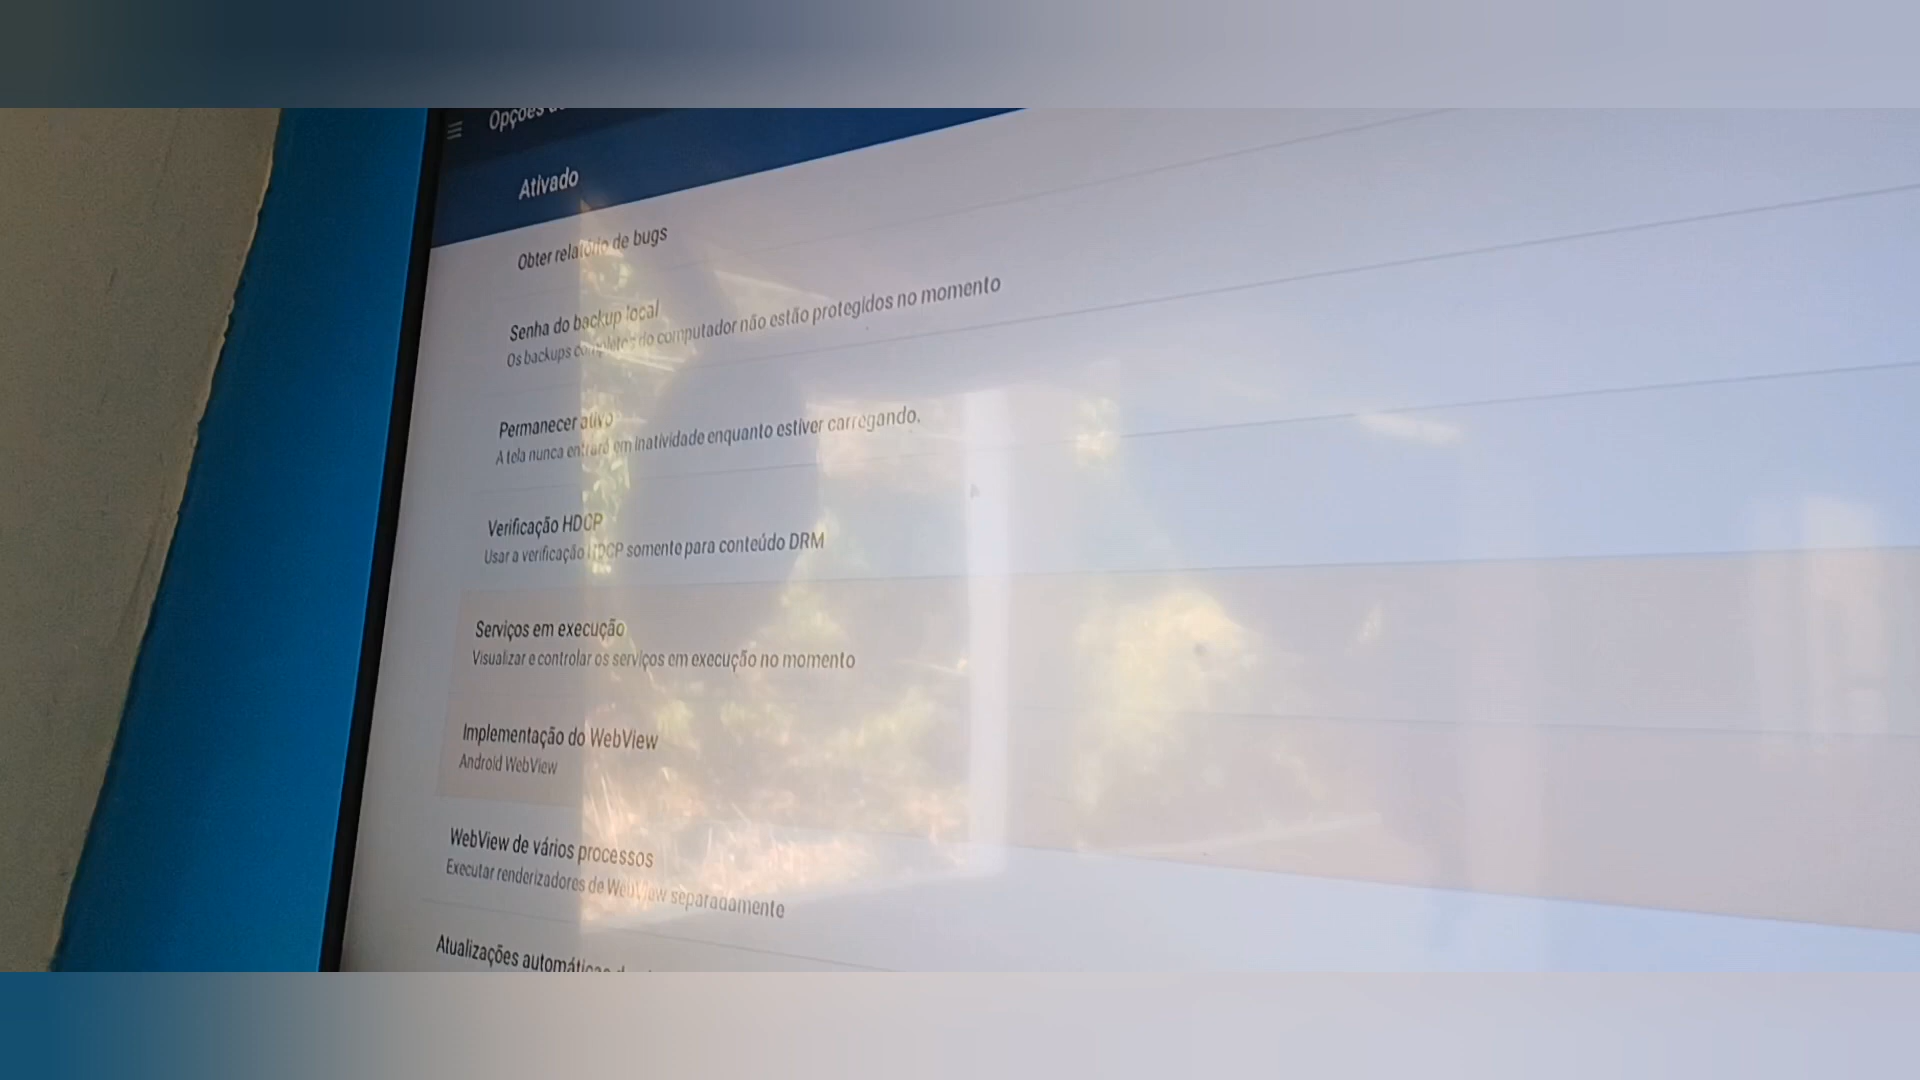 Opções
Ativado
Obter relatório de bugs
Senha do backup local
Os backups completos do computador não estão protegidos no momento
Permanecer ativo
A tela nunca entrará em inatividade enquanto estiver carregando.
Verificação HDCP
Usar a verificação HDCP somente para conteúdo DRM
Serviços em execução
Visualizar e controlar os serviços em execução no momento
Implementação do WebView
Android WebView
WebView de vários processos
Executar renderizadores de WebView separadamente
Atualizações automáticas